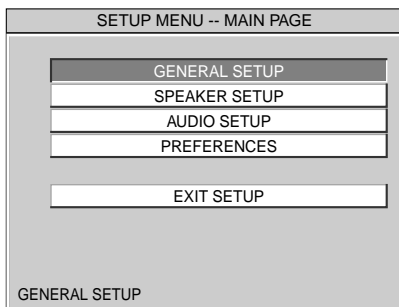 SETUP MENU -- MAIN PAGE
GENERAL SETUP
SPEAKER SETUP
AUDIO SETUP
PREFERENCES
EXIT SETUP
GENERAL SETUP